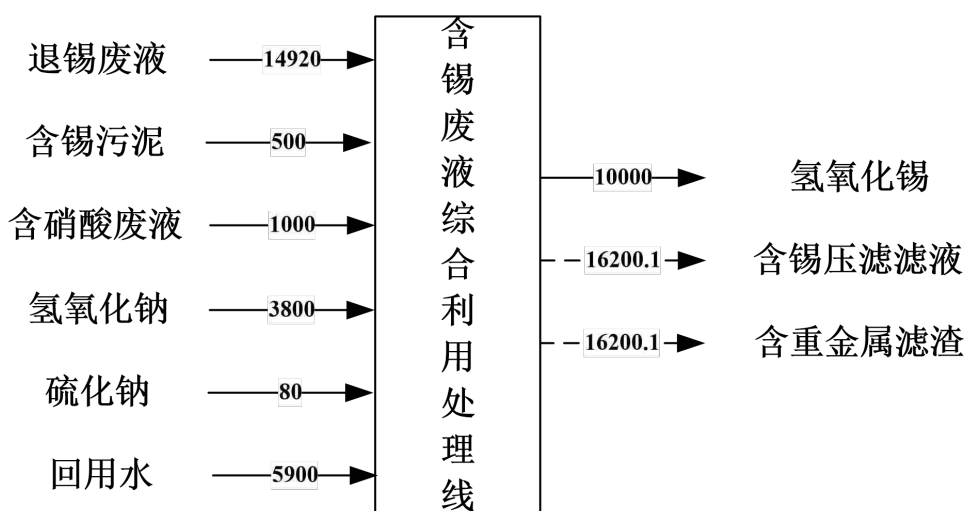 退锡废液
14920
含锡污泥
500
含硝酸废液
1000
氢氧化钠
3800
硫化钠
80
回用水
5900
含锡废液综合利用处理线
10000
氢氧化锡
16200.1
含锡压滤滤液
16200.1
含重金属滤渣